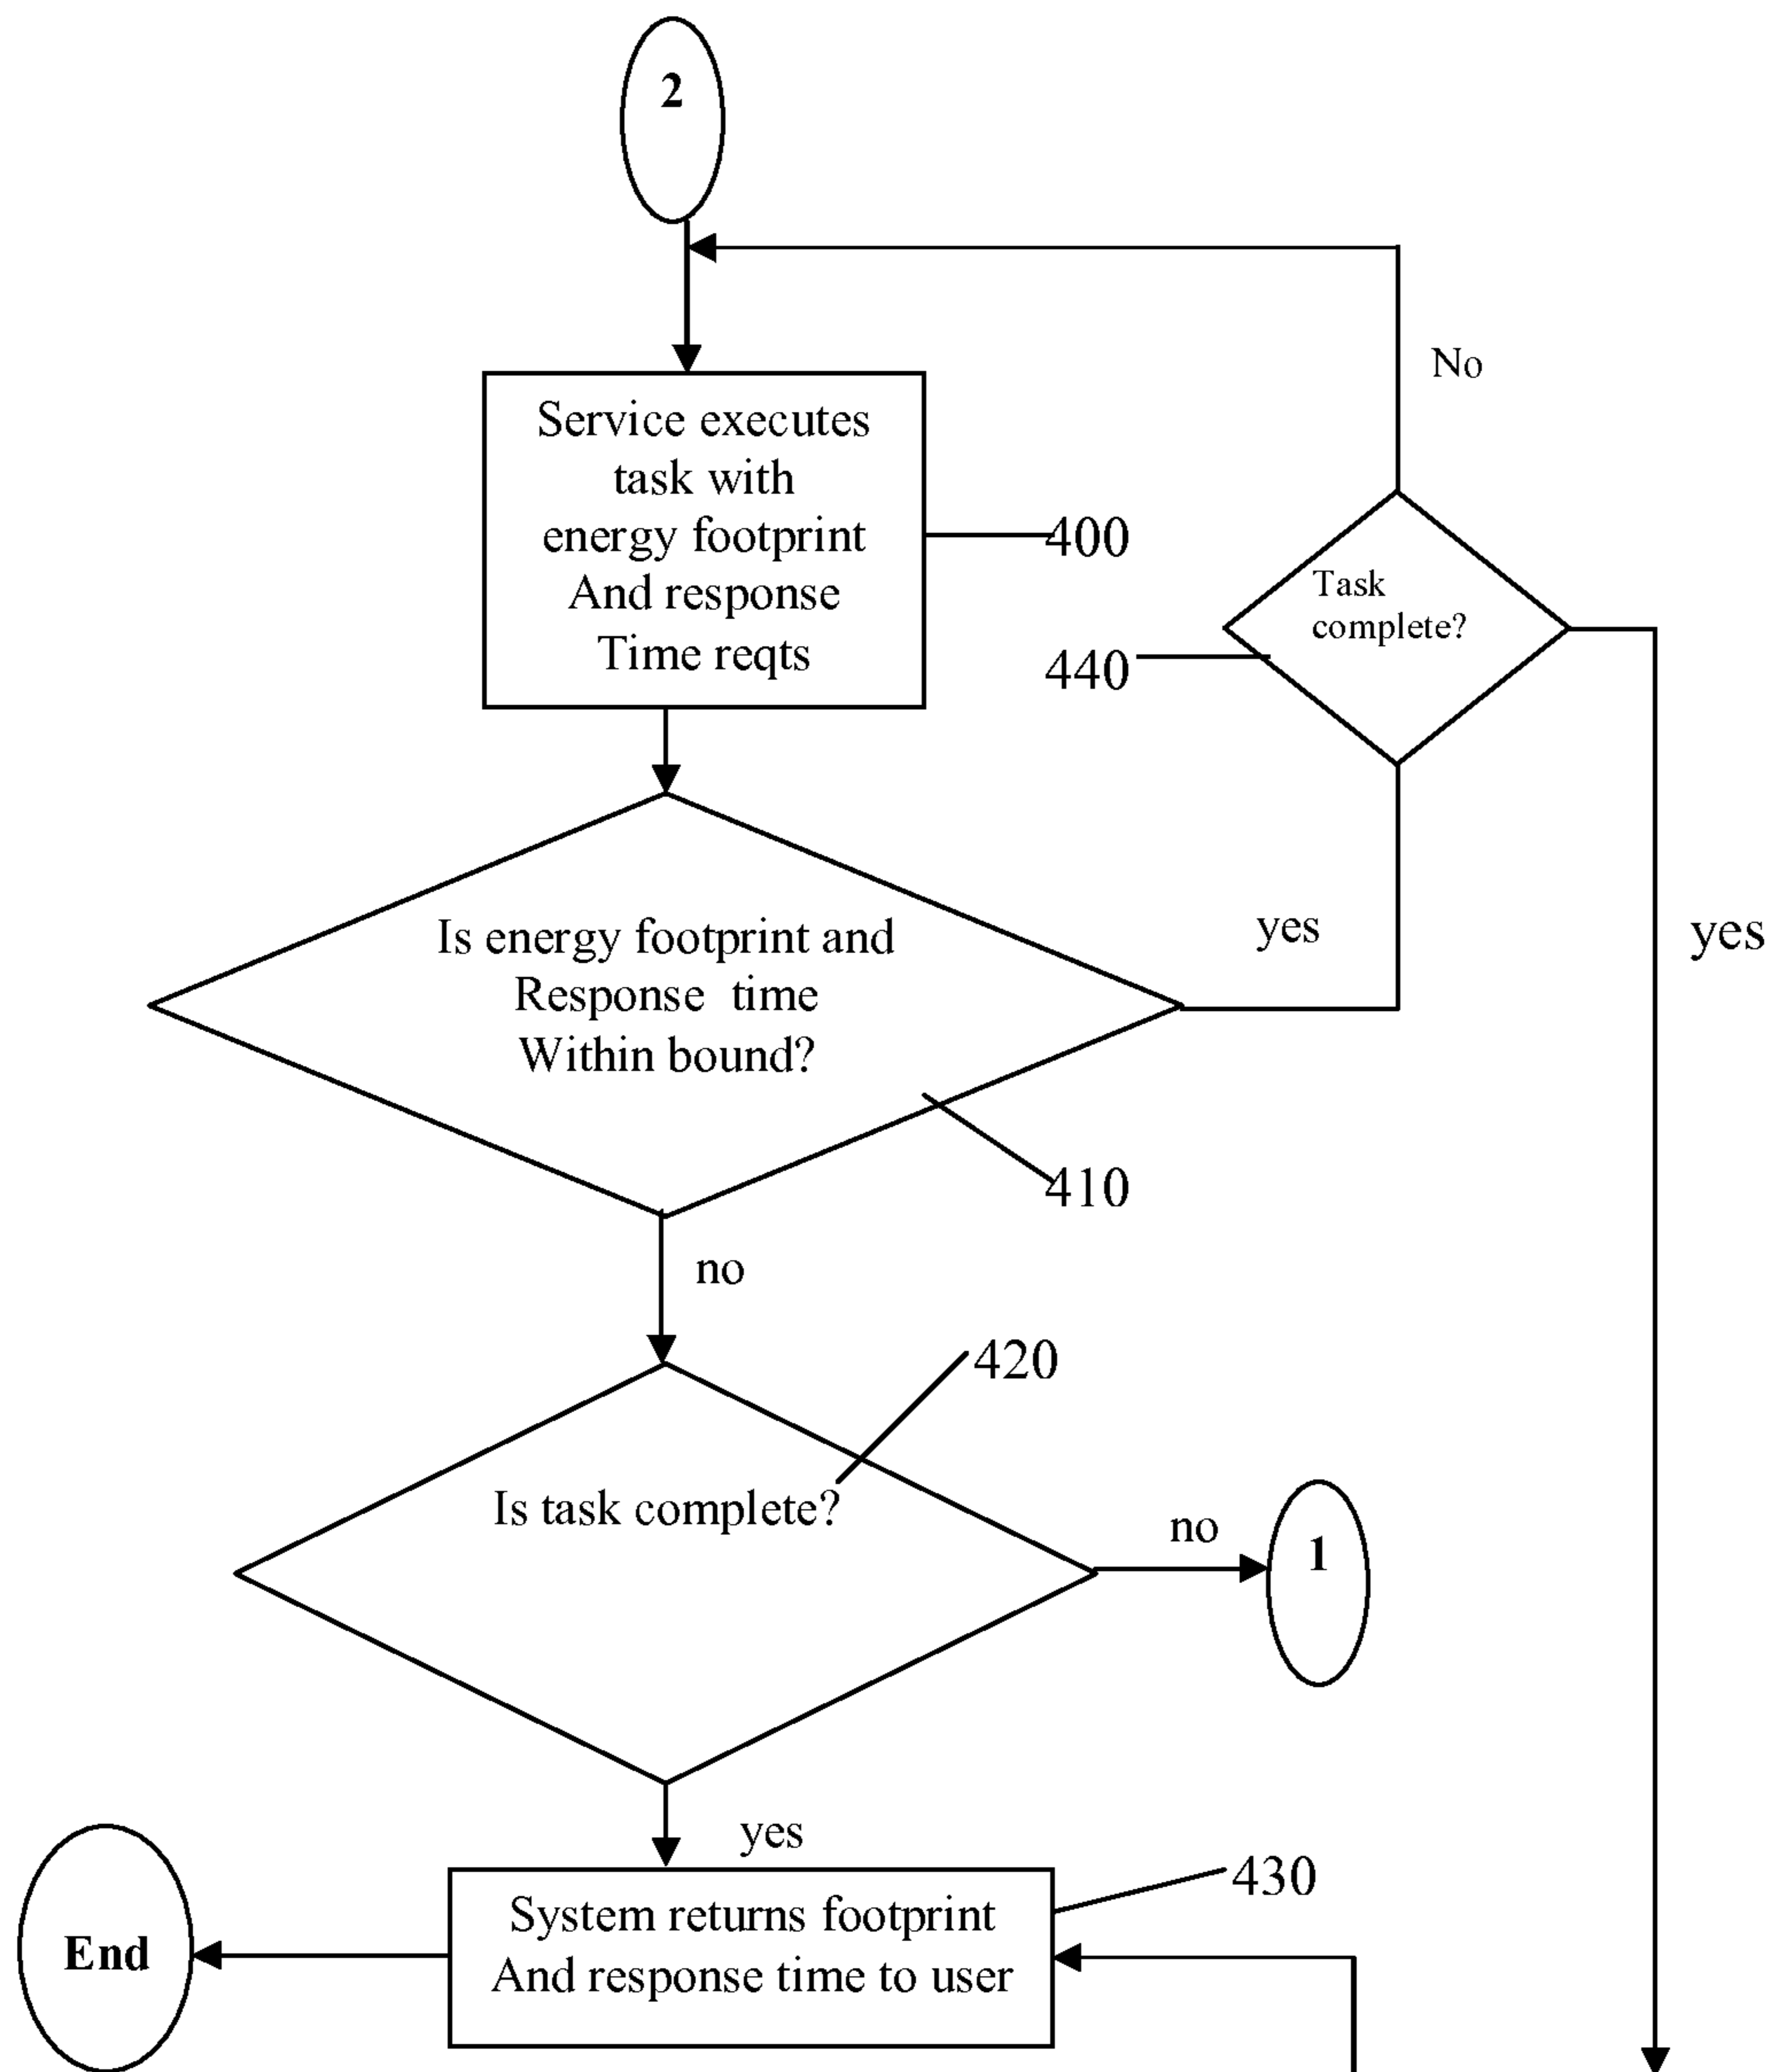 2
No
Service executes
task with
energy footprint
And response
Time reqts
400
Task
complete?
440
Is energy footprint and
Response time
Within bound?
yes
yes
410
no
420
Is task complete?
no
1
yes
430
System returns footprint
And response time to user
End